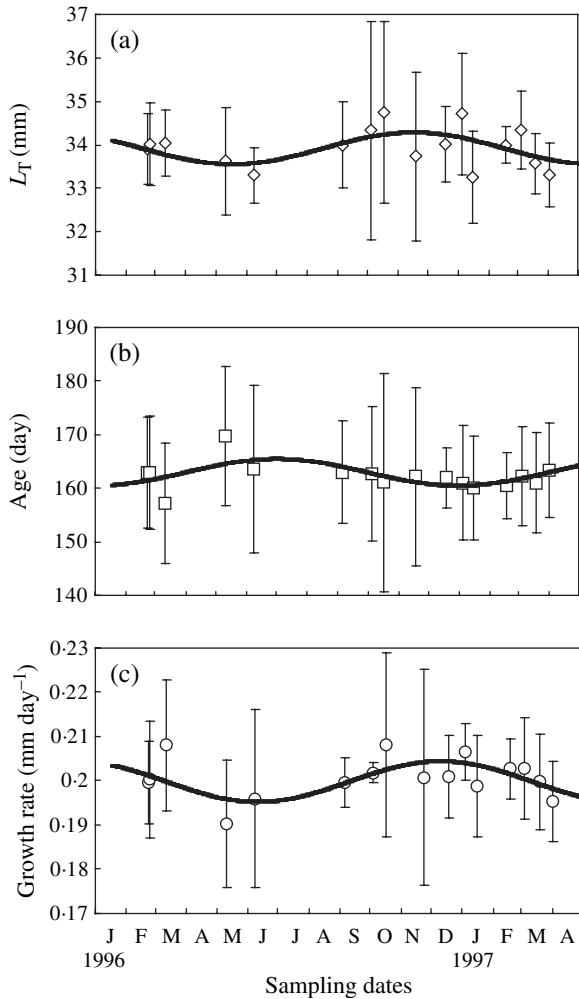 37
(a)
36
35
34
33
32
31
L_T (mm)
190
(b)
180
170
160
150
140
Age (day)
0·23
(c)
0·22
0·21
0·2
0·19
0·18
0·17
Growth rate (mm day⁻¹)
J F M A M J J A S O N D J F M A
1996 1997
Sampling dates